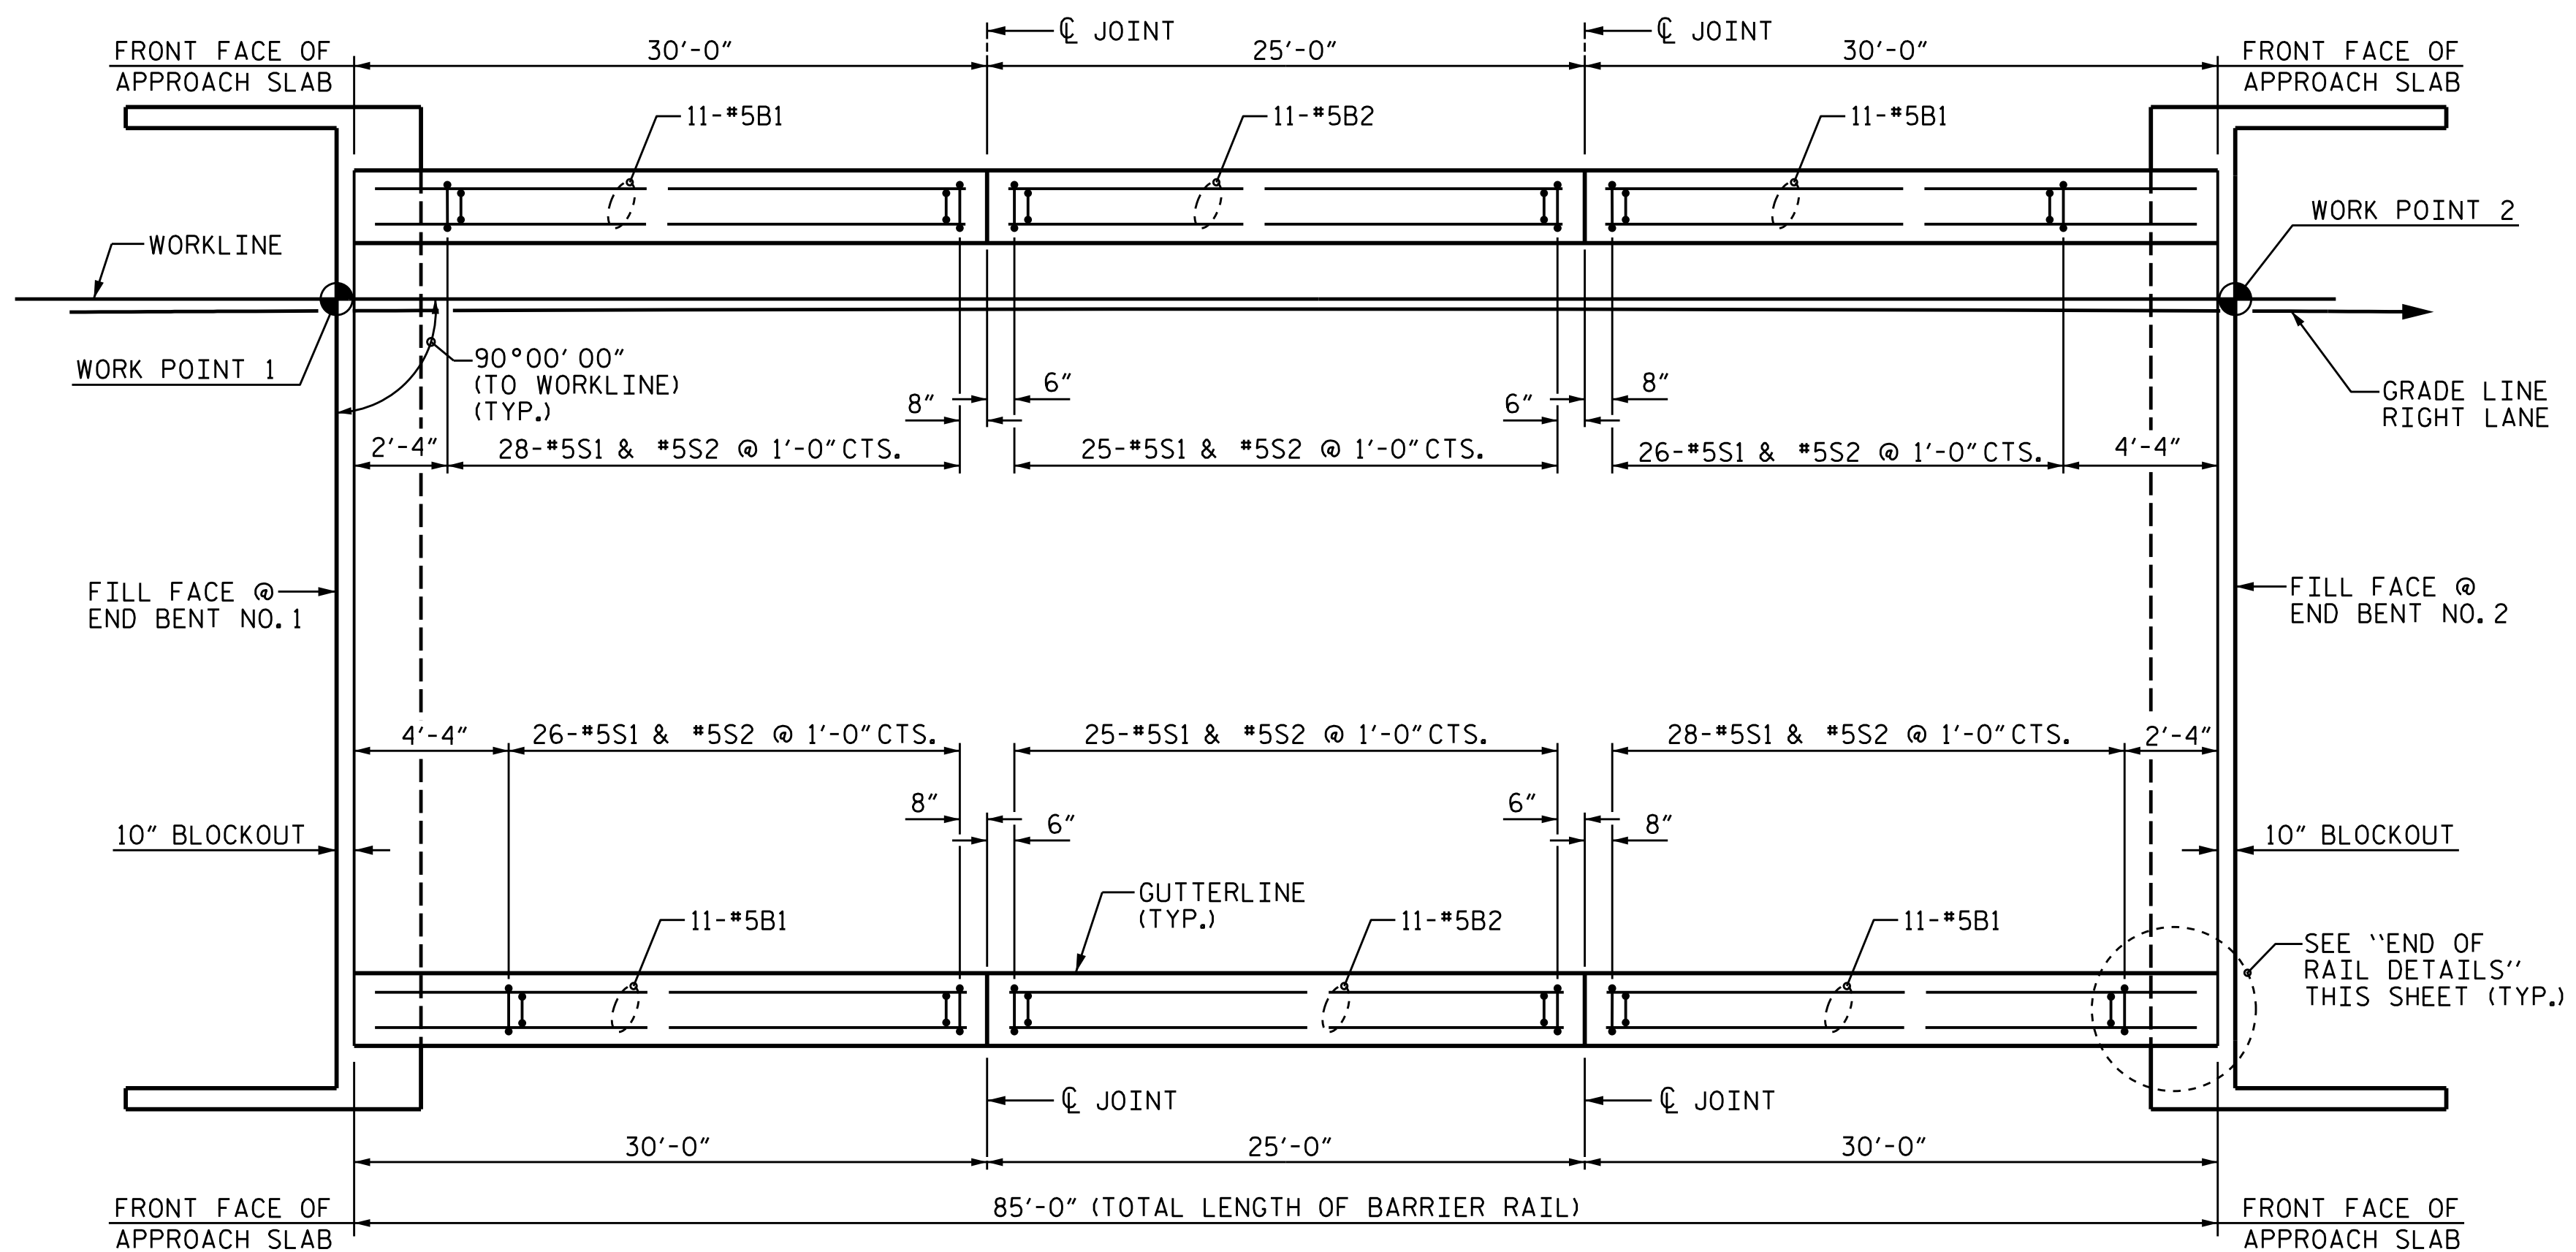 ℄ JOINT
℄ JOINT
FRONT FACE OF
APPROACH SLAB
30'-0"
25'-0"
30'-0"
FRONT FACE OF
APPROACH SLAB
11-#5B1
11-#5B2
11-#5B1
WORKLINE
WORK POINT 2
WORK POINT 1
90°00'00"
(TO WORKLINE)
(TYP.)
8"
6"
6"
8"
GRADE LINE
RIGHT LANE
2'-4"
28-#5S1 & #5S2 @ 1'-0"CTS.
25-#5S1 & #5S2 @ 1'-0"CTS.
26-#5S1 & #5S2 @ 1'-0"CTS.
4'-4"
FILL FACE @
END BENT NO. 1
FILL FACE @
END BENT NO. 2
4'-4"
26-#5S1 & #5S2 @ 1'-0"CTS.
25-#5S1 & #5S2 @ 1'-0"CTS.
28-#5S1 & #5S2 @ 1'-0"CTS.
2'-4"
8"
6"
6"
8"
10" BLOCKOUT
10" BLOCKOUT
GUTTERLINE
(TYP.)
11-#5B1
11-#5B2
11-#5B1
SEE "END OF
RAIL DETAILS"
THIS SHEET (TYP.)
℄ JOINT
℄ JOINT
30'-0"
25'-0"
30'-0"
FRONT FACE OF
APPROACH SLAB
85'-0" (TOTAL LENGTH OF BARRIER RAIL)
FRONT FACE OF
APPROACH SLAB